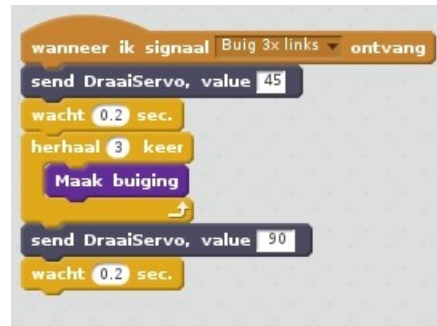 wanneer ik signaal Buig 3x links ontvang
send DraaiServo, value 45
wacht 0.2 sec.
herhaal 3 keer
Maak buiging
send DraaiServo, value 90
wacht 0.2 sec.